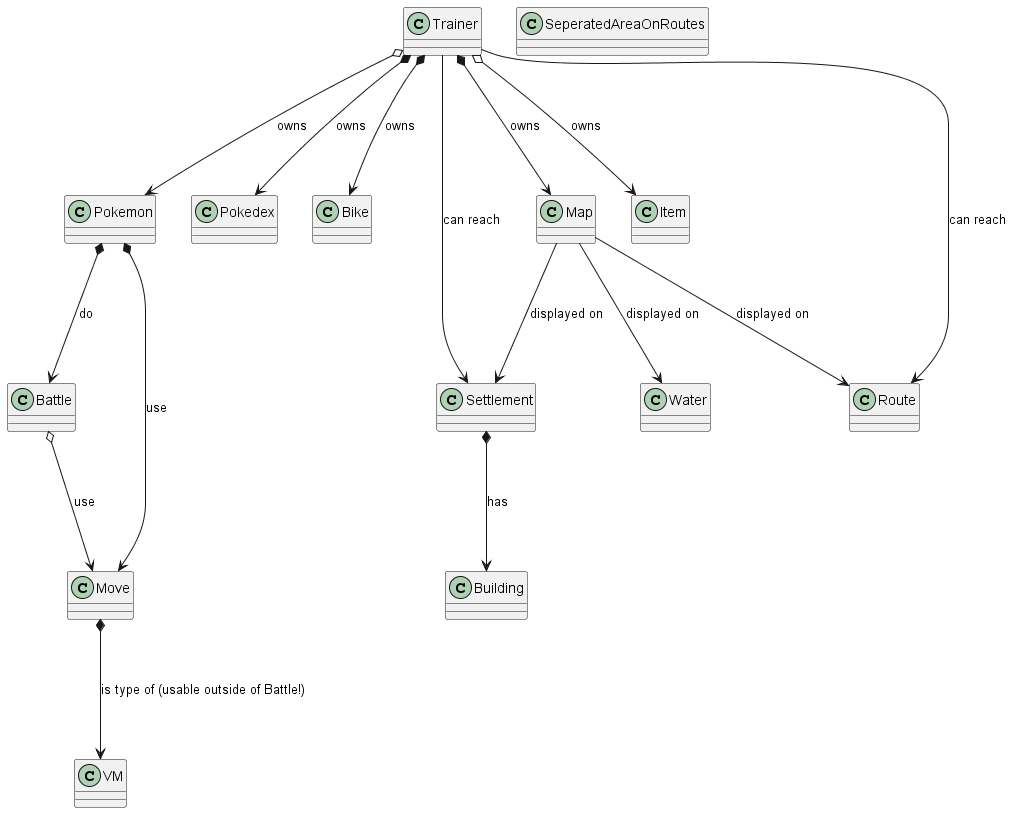 C Trainer
C SeperatedAreaOnRoutes
owns
owns
owns
owns
owns
C Pokemon
C Pokedex
C Bike
can reach
C Map
C Item
can reach
do
displayed on
displayed on
displayed on
C Battle
use
C Settlement
C Water
C Route
use
has
C Move
C Building
is type of (usable outside of Battle!)
C VM